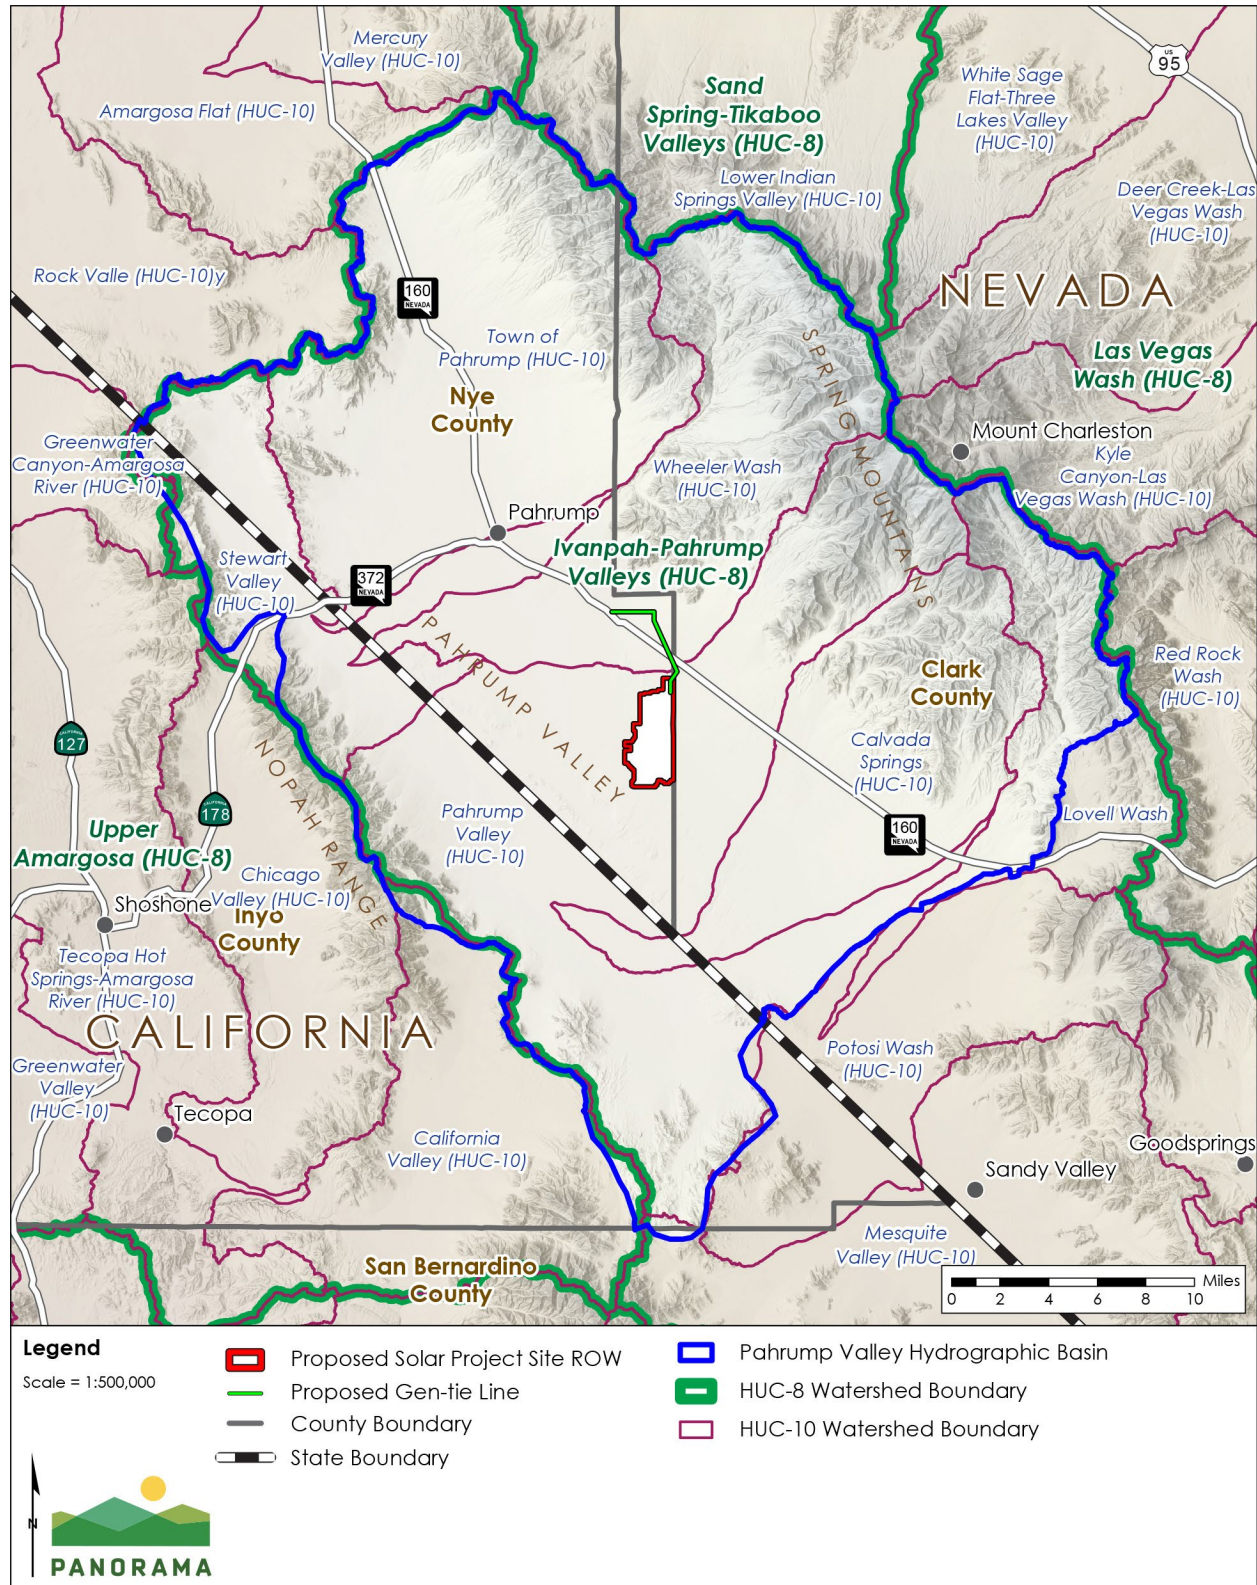 Mercury
Valley (HUC-10)
Amargosa Flat (HUC-10)
Sand
Spring-Tikaboo
Valleys (HUC-8)
US
95
White Sage
Flat-Three
Lakes Valley
(HUC-10)
Lower Indian
Springs Valley (HUC-10)
Deer Creek-Las
Vegas Wash
(HUC-10)
Rock Valle (HUC-10)y
NEVADA
160
NEVADA
Town of
Pahrump (HUC-10)
Las Vegas
Wash (HUC-8)
SPRING MOUNTAINS
Nye
County
Greenwater
Canyon-Amargosa
River (HUC-10)
Mount Charleston
Kyle
Canyon-Las
Vegas Wash (HUC-10)
Wheeler Wash
(HUC-10)
Pahrump
Ivanpah-Pahrump
Valleys (HUC-8)
Stewart
Valley
(HUC-10)
372
NEVADA
PAHRUMP VALLEY
Clark
County
Red Rock
Wash
(HUC-10)
CALIFORNIA
127
NOPAH RANGE
Calvada
Springs
(HUC-10)
CALIFORNIA
178
Pahrump
Valley
(HUC-10)
160
NEVADA
Lovell Wash
Upper
Amargosa (HUC-8)
Chicago
Valley (HUC-10)
Shoshone
Inyo
County
Tecopa Hot
Springs-Amargosa
River (HUC-10)
CALIFORNIA
Greenwater
Valley
(HUC-10)
Potosi Wash
(HUC-10)
Tecopa
California
Valley (HUC-10)
Goodsprings
Sandy Valley
Mesquite
Valley (HUC-10)
San Bernardino
County
Miles
0 2 4 6 8 10
Legend
Scale = 1:500,000
Proposed Solar Project Site ROW
Proposed Gen-tie Line
County Boundary
State Boundary
Pahrump Valley Hydrographic Basin
HUC-8 Watershed Boundary
HUC-10 Watershed Boundary
N
PANORAMA